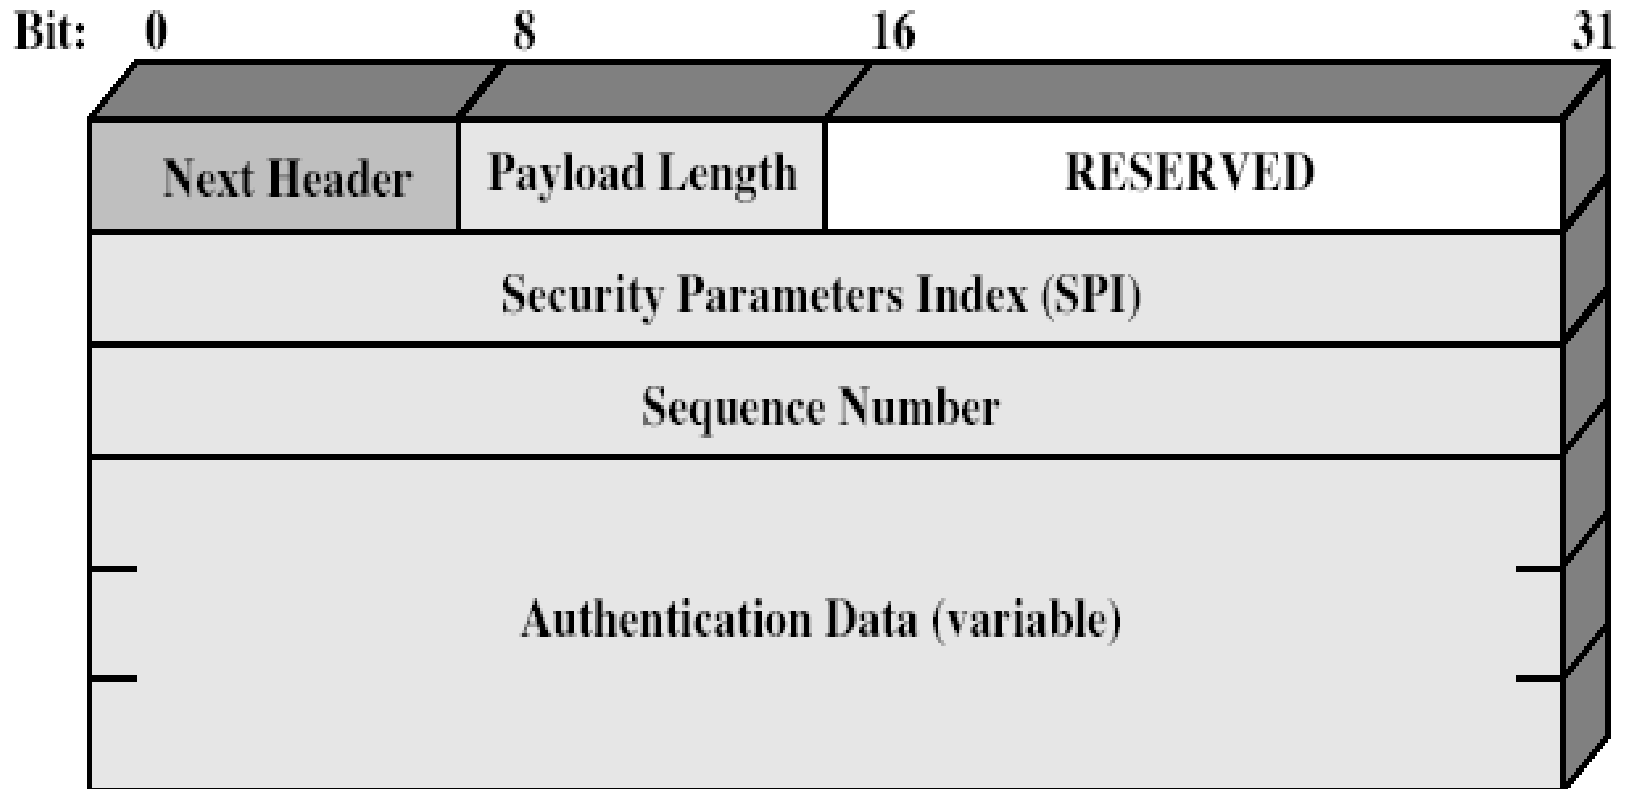 Bit: 0 8 16 31
Next Header Payload Length RESERVED
Security Parameters Index (SPI)
Sequence Number
Authentication Data (variable)